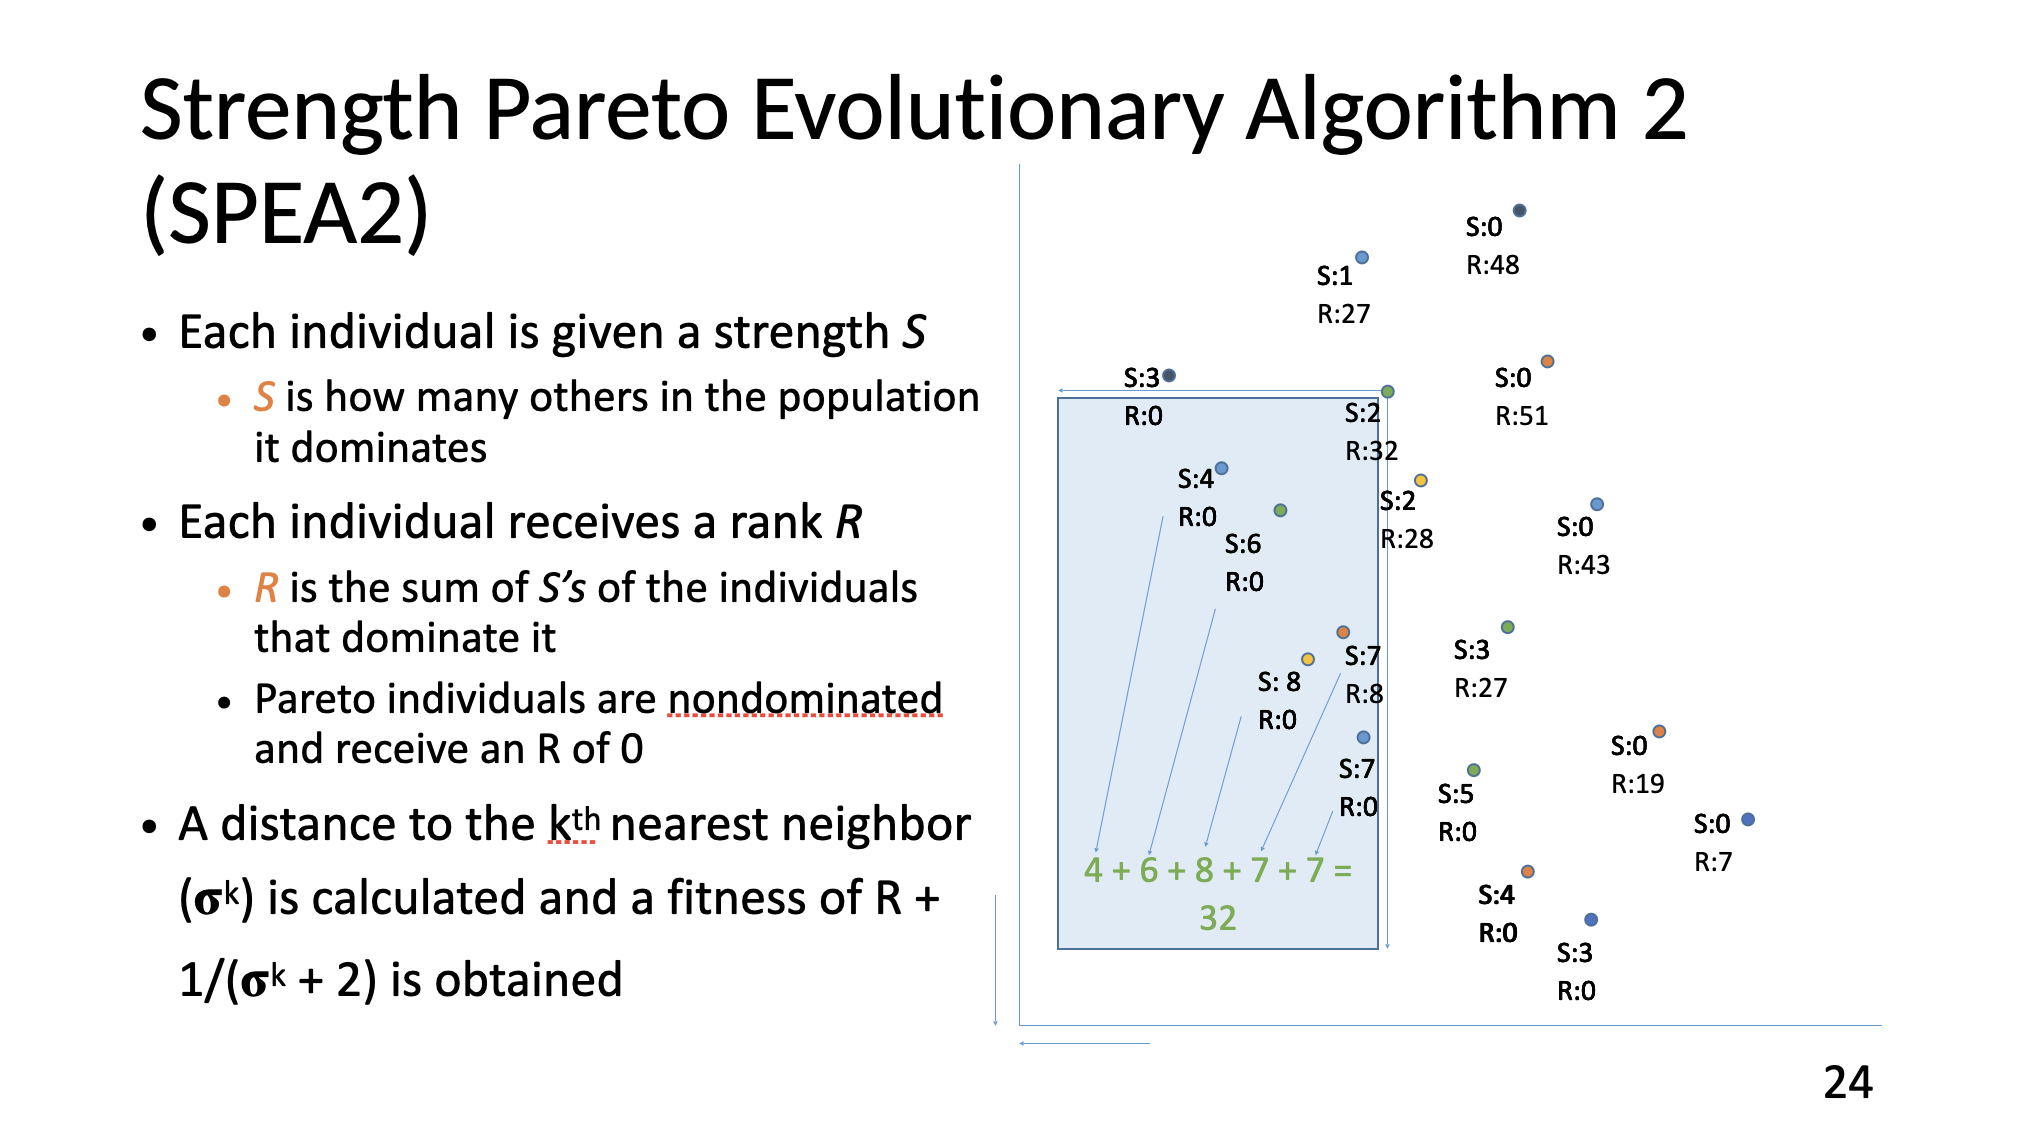 Strength Pareto Evolutionary Algorithm 2
(SPEA2)
• Each individual is given a strength S
• S is how many others in the population
it dominates
• Each individual receives a rank R
• R is the sum of S’s of the individuals
that dominate it
• Pareto individuals are nondominated
and receive an R of 0
• A distance to the kth nearest neighbor
(σk) is calculated and a fitness of R +
1/(σk + 2) is obtained
S:0
R:48
S:1
R:27
S:3
R:0
S:2
R:32
S:0
R:51
S:4
R:0
S:2
R:28
S:0
R:43
S:6
R:0
S:7
R:8
S:3
R:27
S: 8
R:0
S:7
R:0
S:0
R:19
S:5
R:0
S:0
R:7
4 + 6 + 8 + 7 + 7 =
32
S:4
R:0
S:3
R:0
24